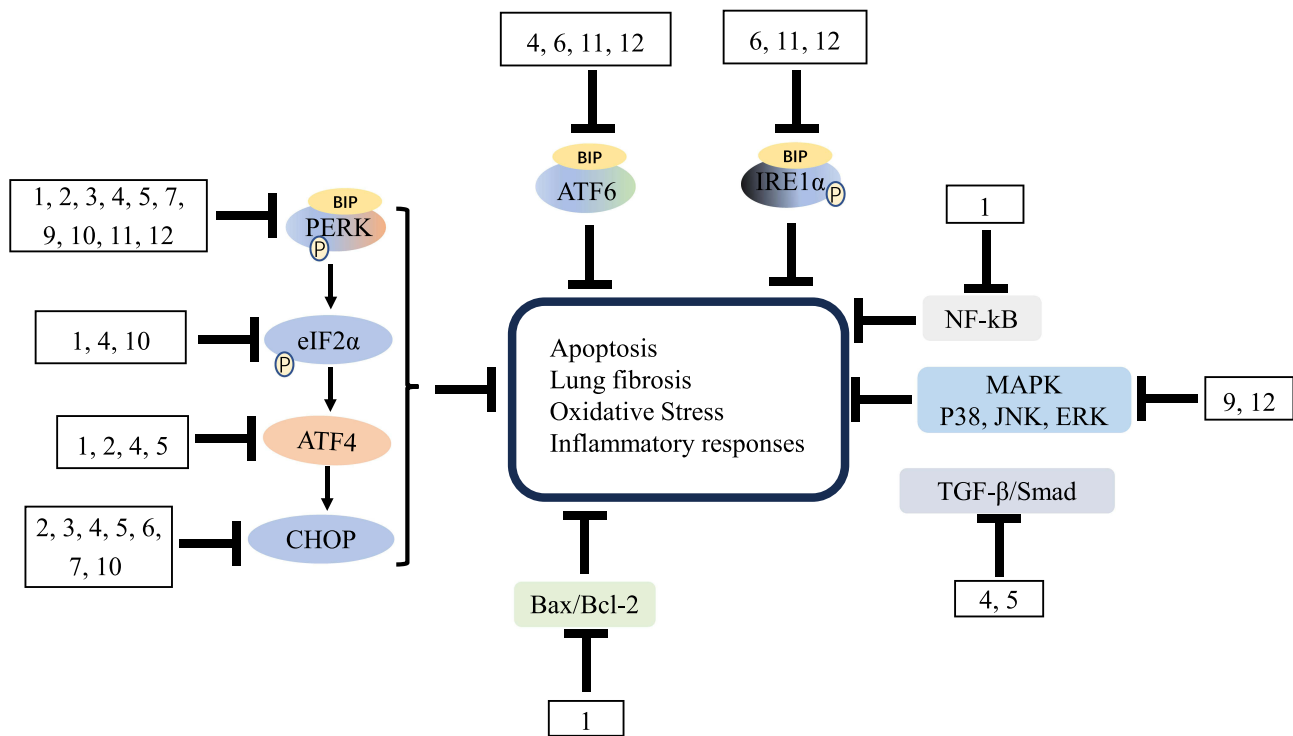 4, 6, 11, 12
6, 11, 12
BIP
ATF6
BIP
IRE1α
P
1, 2, 3, 4, 5, 7,
9, 10, 11, 12
BIP
PERK
P
1
NF-kB
1, 4, 10
eIF2α
P
Apoptosis
Lung fibrosis
Oxidative Stress
Inflammatory responses
MAPK
P38, JNK, ERK
9, 12
1, 2, 4, 5
ATF4
TGF-β/Smad
2, 3, 4, 5, 6,
7, 10
CHOP
Bax/Bcl-2
4, 5
1